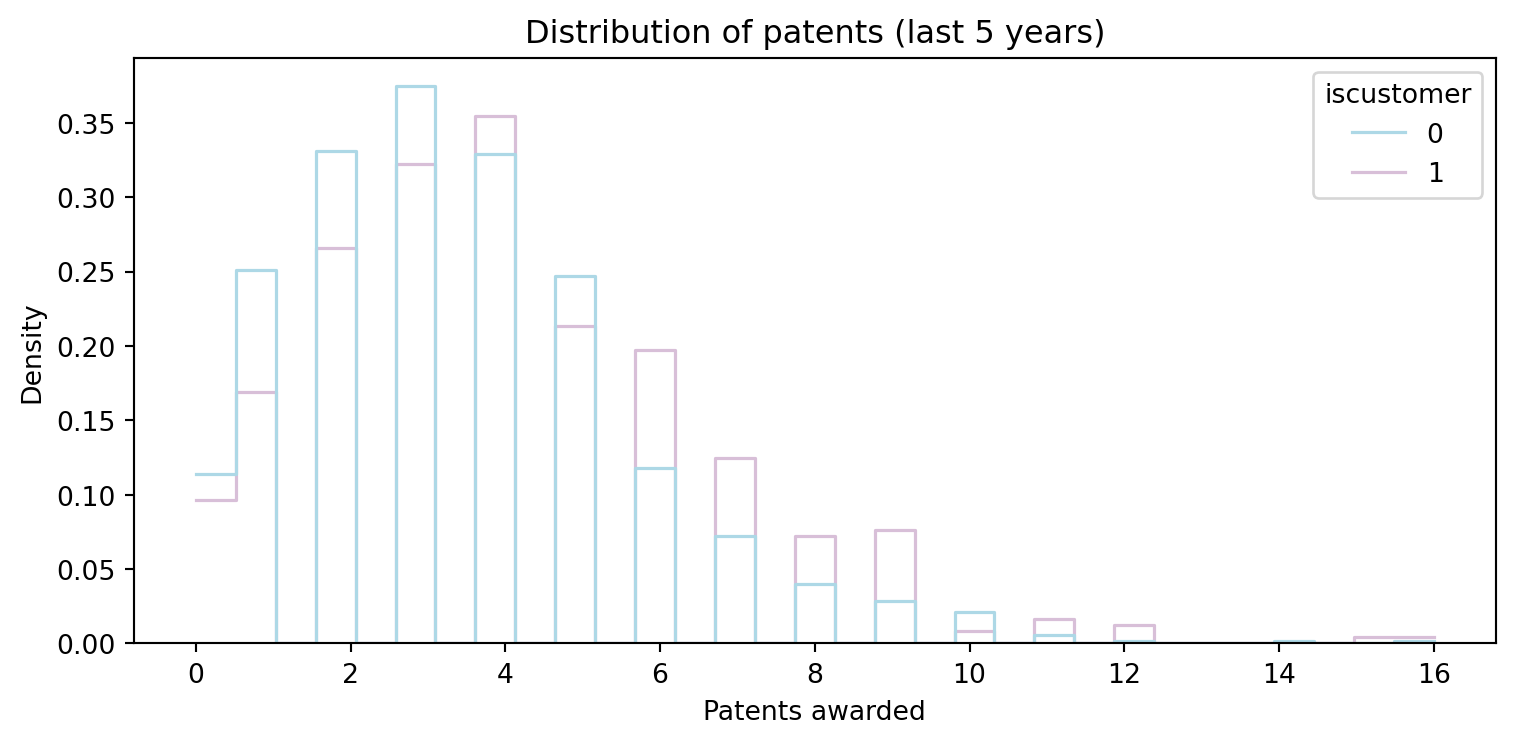 Distribution of patents (last 5 years)
iscustomer
0
1
Density
0.35
0.30
0.25
0.20
0.15
0.10
0.05
0.00
0 2 4 6 8 10 12 14 16
Patents awarded